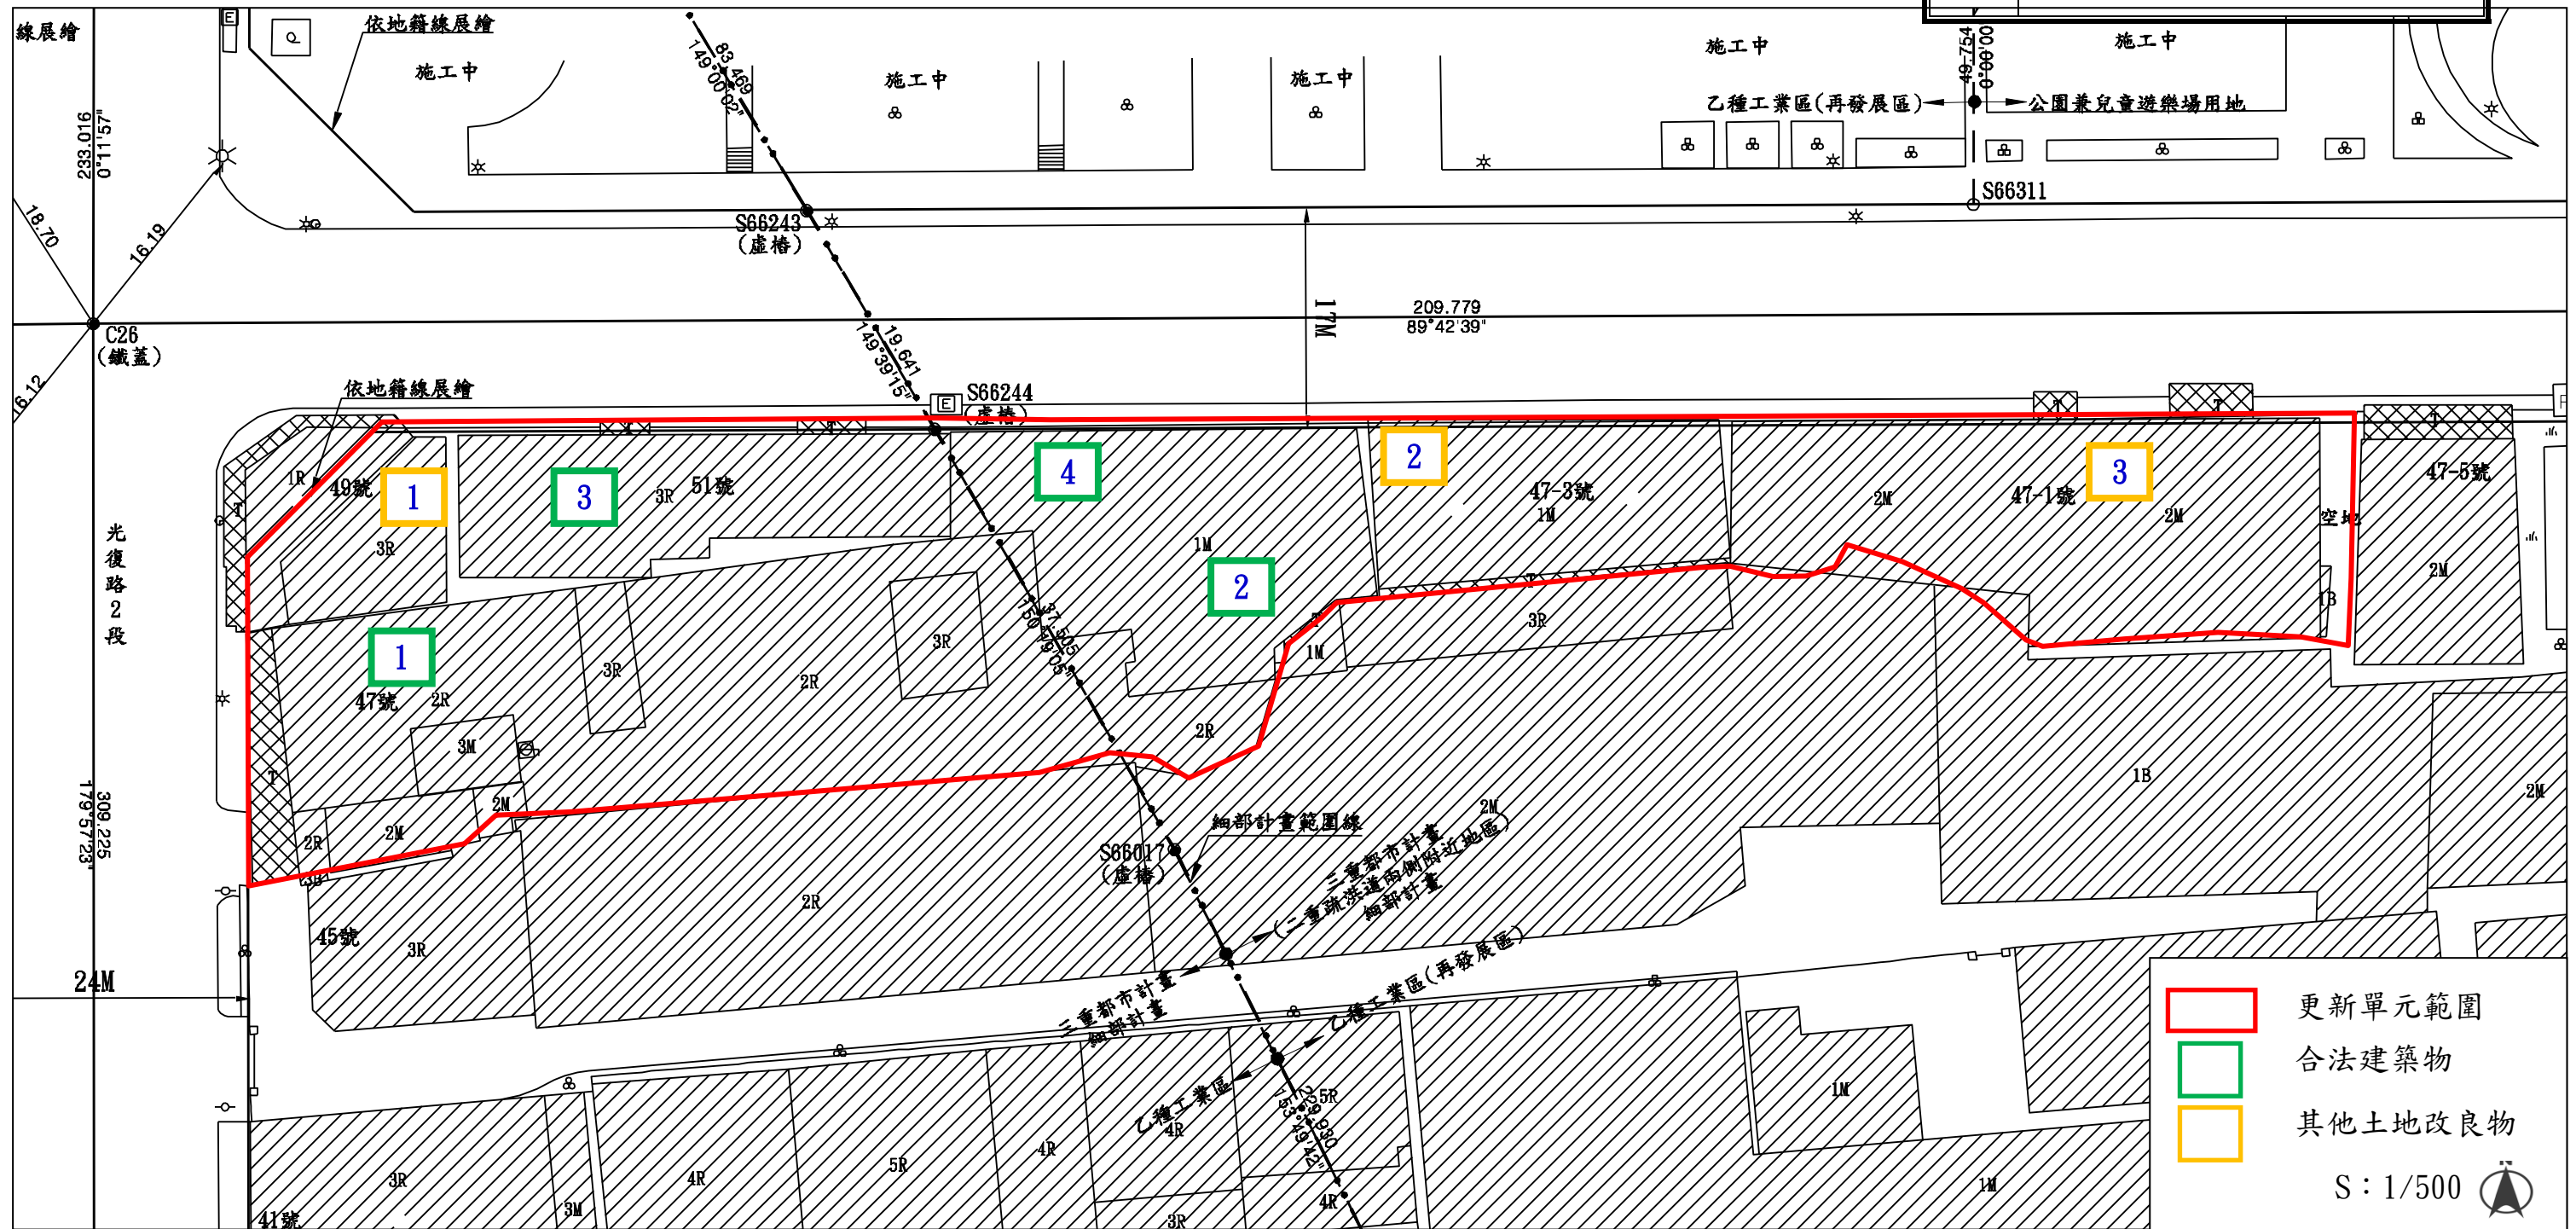 線展繪
依地籍線展繪
施工中
83.469
149°00'02"
施工中
施工中
施工中
49.754
0°00'00
施工中
乙種工業區(再發展區)
公園兼兒童遊樂場用地
233.016
0°11'57"
S66311
S66243
(虛樁)
18.70
16.19
C26
(鐵蓋)
16.12
17M
209.779
89°42'39"
19.641
149°39'15"
依地籍線展繪
S66244
(虛樁)
E
E
T
T
T
T
T
1R
49號
1
3
3R
51號
4
2
47-3號
1M
2M
47-1號
3
2M
空地
47-5號
2M
T
3R
1M
2
T
1B
光復路2段
1
47號
2R
3R
2R
3R
37.505
T
1M
3R
2R
3M
T
2M
2R
2M
3B
1B
2M
2M
309.225
179°57'23"
細部計畫範圍線
S66017
(虛樁)
三重都市計畫
(二重疏洪道兩側附近地區)
細部計畫
2R
45號
3R
24M
三重都市計畫
細部計畫
乙種工業區(再發展區)
乙種工業區
229.930
153°49'42"
5R
4R
4R
5R
4R
3R
3M
41號
3R
4R
1M
1M
更新單元範圍
合法建築物
其他土地改良物
S：1/500
N